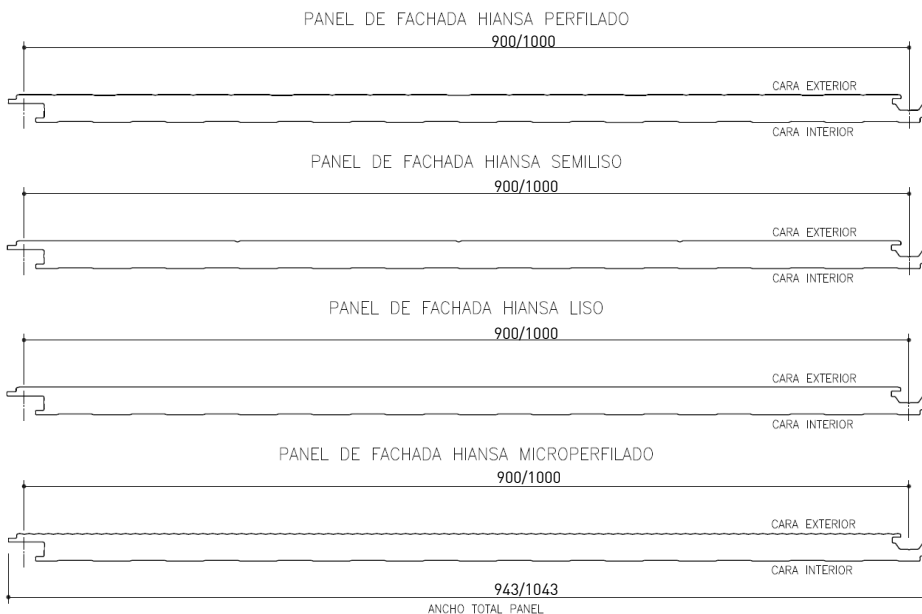 PANEL DE FACHADA HIANSA PERFILADO
900/1000
CARA EXTERIOR
CARA INTERIOR
PANEL DE FACHADA HIANSA SEMILISO
900/1000
CARA EXTERIOR
CARA INTERIOR
PANEL DE FACHADA HIANSA LISO
900/1000
CARA EXTERIOR
CARA INTERIOR
PANEL DE FACHADA HIANSA MICROPERFILADO
900/1000
CARA EXTERIOR
CARA INTERIOR
943/1043
ANCHO TOTAL PANEL